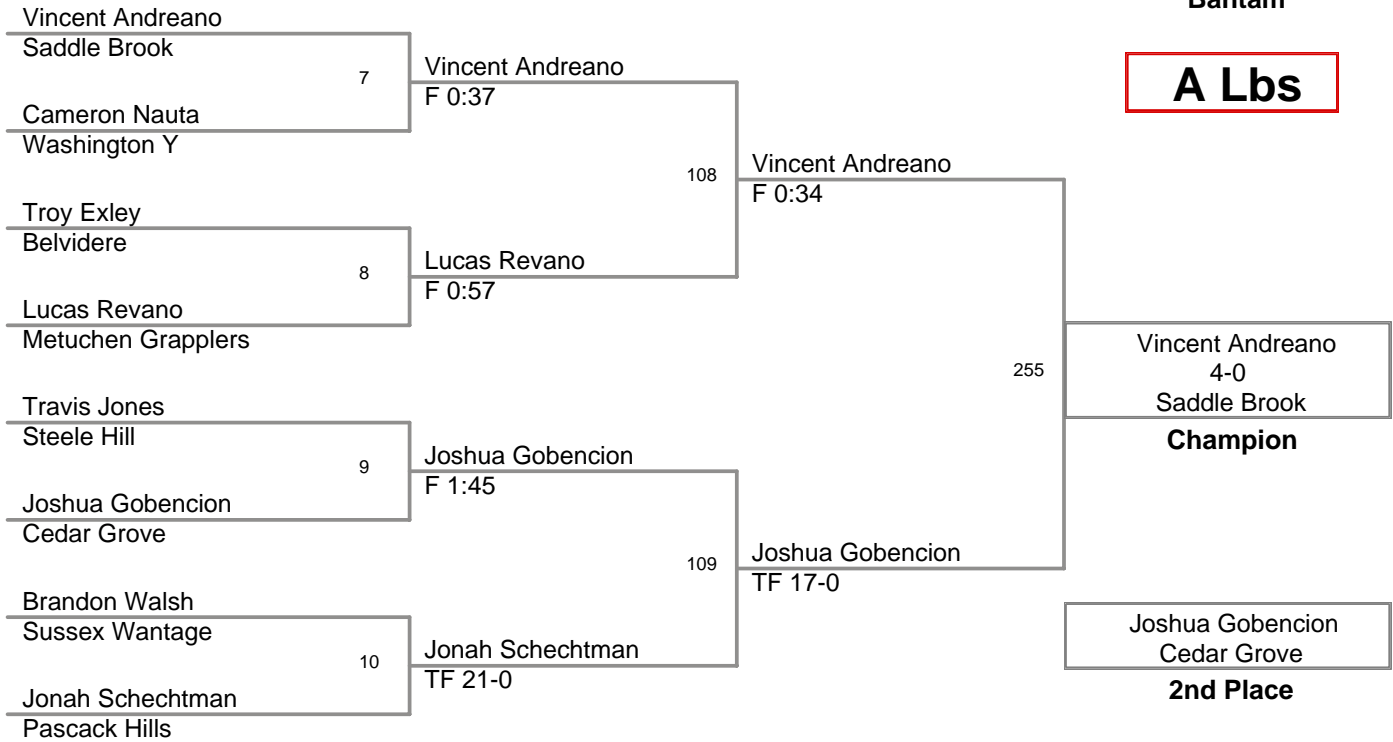 Bantam
A Lbs
Vincent Andreano
Saddle Brook
7
Cameron Nauta
Washington Y
Vincent Andreano
F 0:37
Troy Exley
Belvidere
8
Lucas Revano
Metuchen Grapplers
Lucas Revano
F 0:57
108
Vincent Andreano
F 0:34
Travis Jones
Steele Hill
9
Joshua Gobencion
Cedar Grove
Joshua Gobencion
F 1:45
Brandon Walsh
Sussex Wantage
10
Jonah Schechtman
Pascack Hills
Jonah Schechtman
TF 21-0
109
Joshua Gobencion
TF 17-0
255
Vincent Andreano
4-0
Saddle Brook
Champion
Joshua Gobencion
Cedar Grove
2nd Place